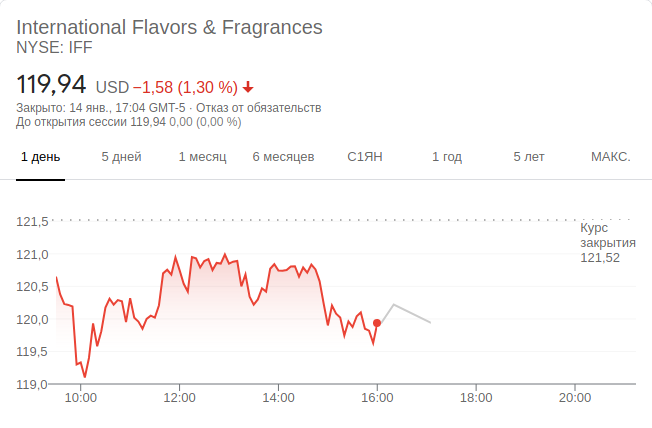 International Flavors & Fragrances
NYSE: IFF
119,94 USD −1,58 (1,30 %)
Закрыто: 14 янв., 17:04 GMT-5 · Отказ от обязательств
До открытия сессии 119,94 0,00 (0,00 %)
1 день 5 дней 1 месяц 6 месяцев С1ЯН 1 год 5 лет МАКС.
121,5
Курс
закрытия
121,52
121,0
120,5
120,0
119,5
119,0
10:00 12:00 14:00 16:00 18:00 20:00